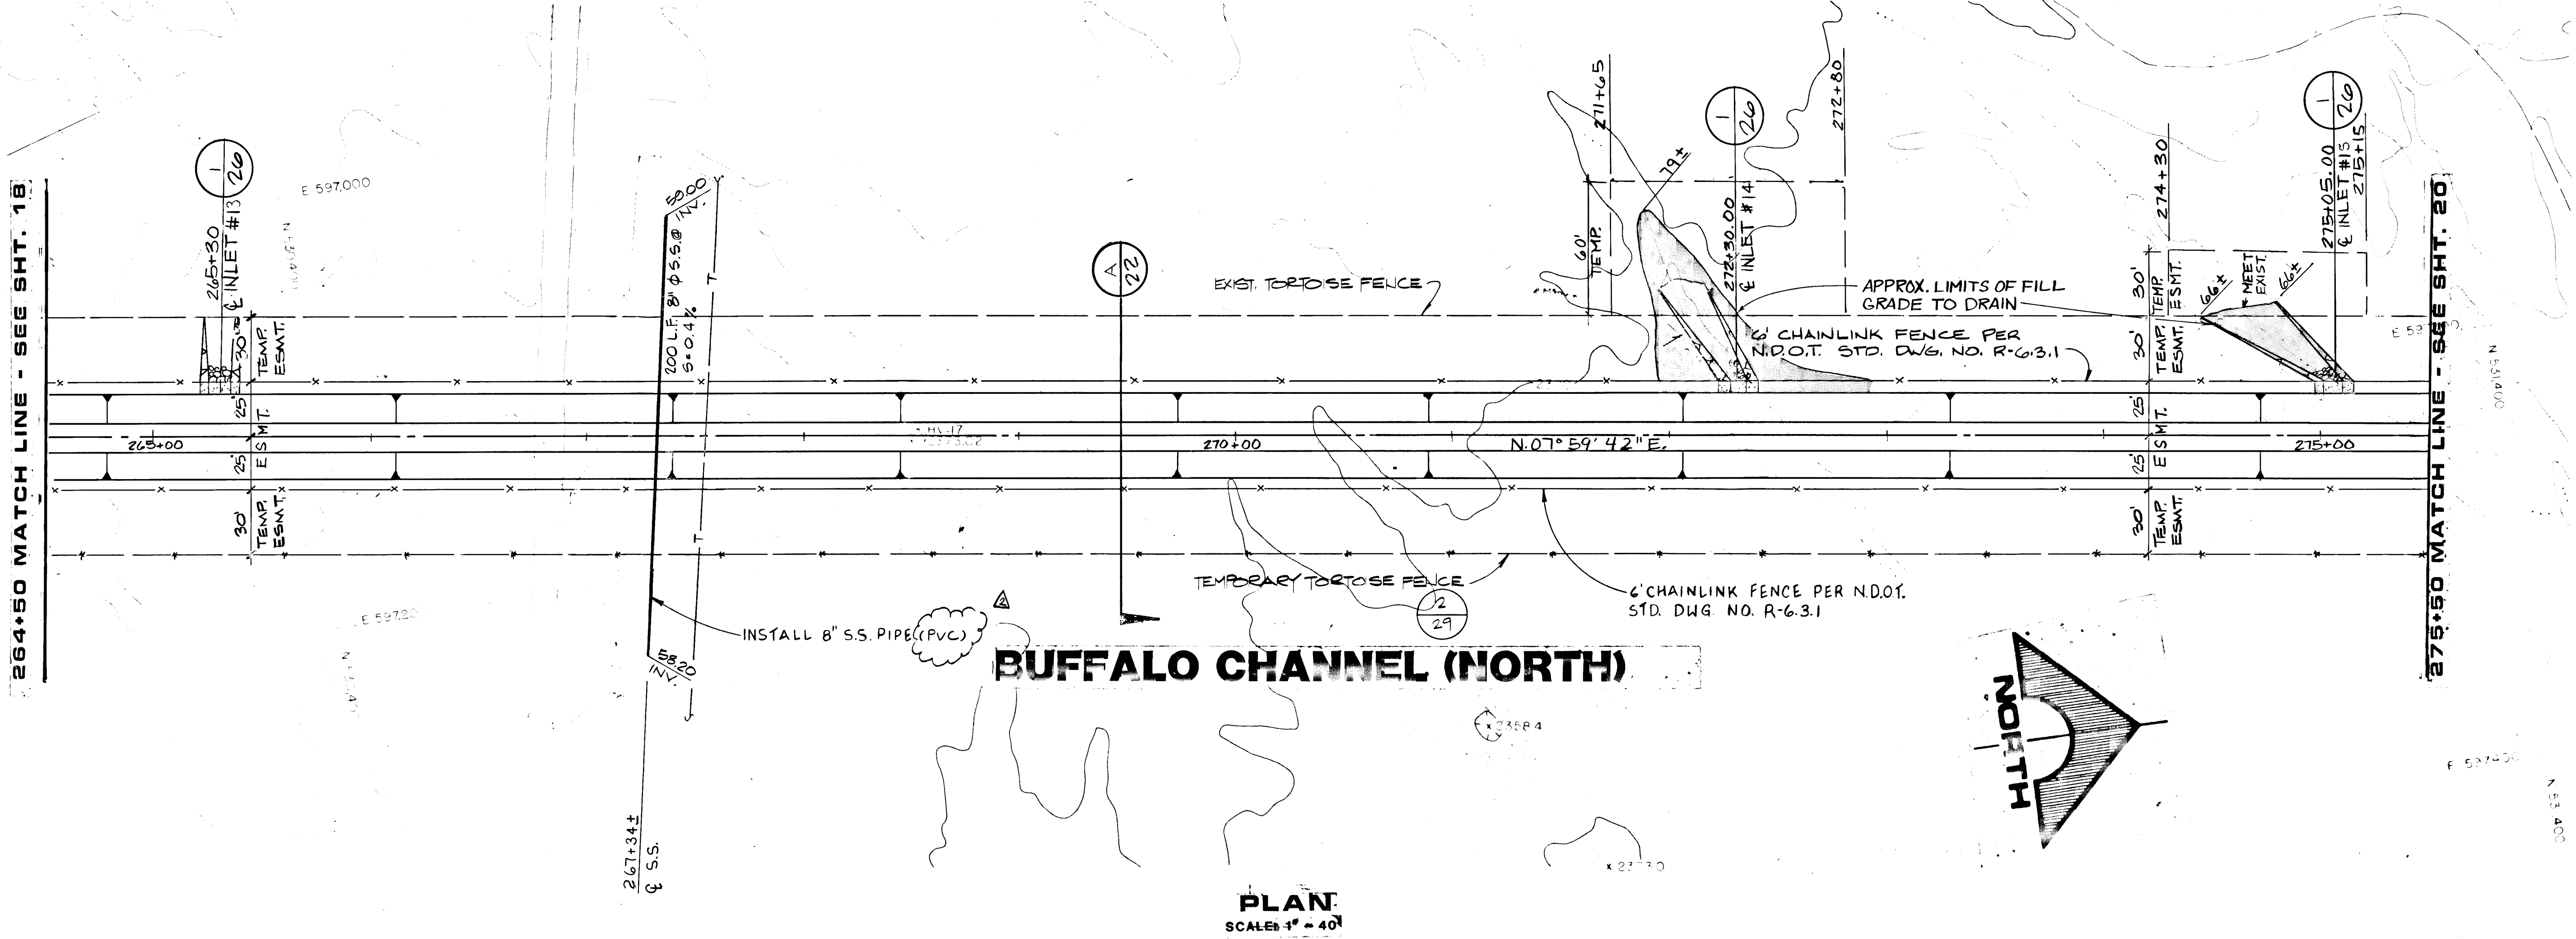 264+50 MATCH LINE - SEE SHT. 18
1
26
265+30
℄ INLET #13
E 597,000
30'
TEMP.
ESMT.
25'
25'
ESMT.
30'
TEMP.
ESMT.
265+00
59.00
INV.
200 L.F. 8" φ S.S. @
S=0.4%
T
T
INSTALL 8" S.S. PIPE (PVC)
2
58.20
INV.
267+34±
℄ S.S.
A
22
EXIST. TORTOISE FENCE
270+00
N.07°59'42"E.
TEMPORARY TORTOISE FENCE
2
29
6' CHAINLINK FENCE PER N.D.O.T.
STD. DWG. NO. R-6.3.1
271+65
60'
TEMP.
79±
1
26
272+30.00
℄ INLET #14
272+80
APPROX. LIMITS OF FILL
GRADE TO DRAIN
6' CHAINLINK FENCE PER
N.D.O.T. STD. DWG. NO. R-6.3.1
274+30
30'
TEMP.
ESMT.
30'
TEMP.
ESMT.
25'
25'
ESMT.
30'
TEMP.
ESMT.
66±
MEET
EXIST.
66±
1
26
275+05.00
℄ INLET #15
275+15
275+00
N 531,400
275+50 MATCH LINE - SEE SHT. 20
BUFFALO CHANNEL (NORTH)
NORTH
PLAN
SCALE: 1" = 40'